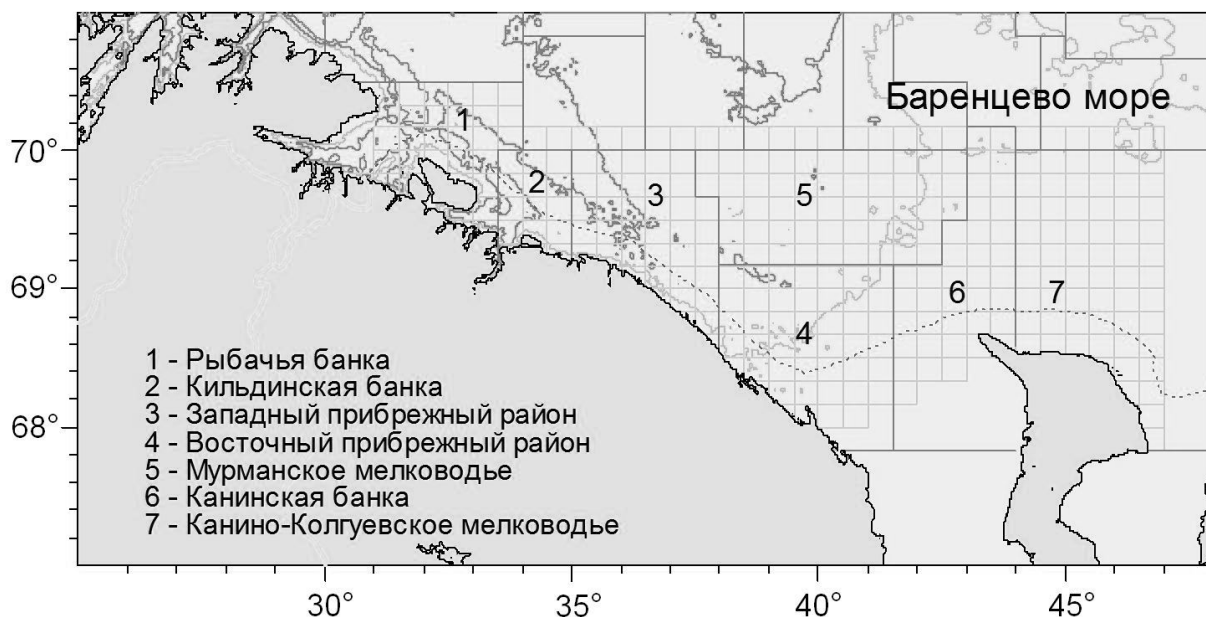 Баренцево море
1
70°
2
3
5
69°
6
7
4
1 - Рыбачья банка
2 - Кильдинская банка
3 - Западный прибрежный район
4 - Восточный прибрежный район
5 - Мурманское мелководье
6 - Канинская банка
7 - Канино-Колгуевское мелководье
68°
30°
35°
40°
45°